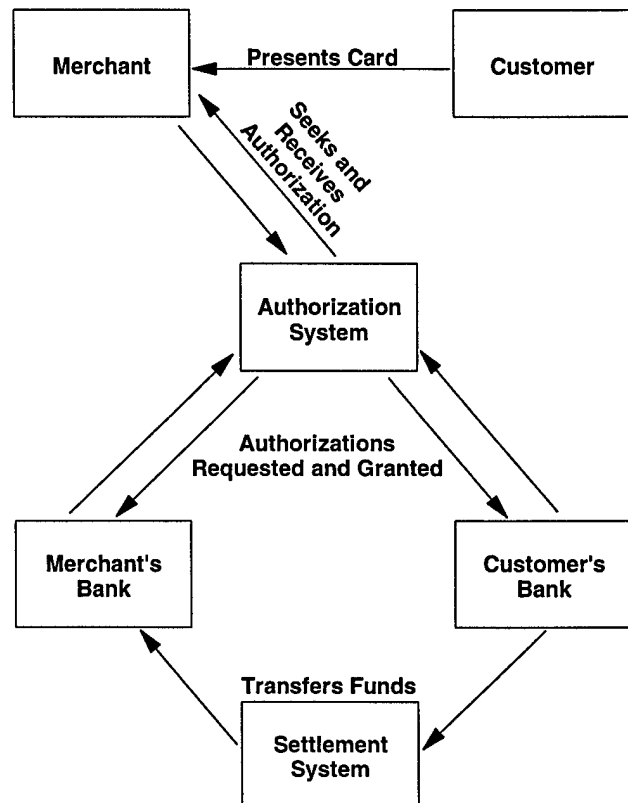 Merchant
Presents Card
Customer
Seeks and
Receives
Authorization
Authorization
System
Authorizations
Requested and Granted
Merchant's
Bank
Customer's
Bank
Transfers Funds
Settlement
System